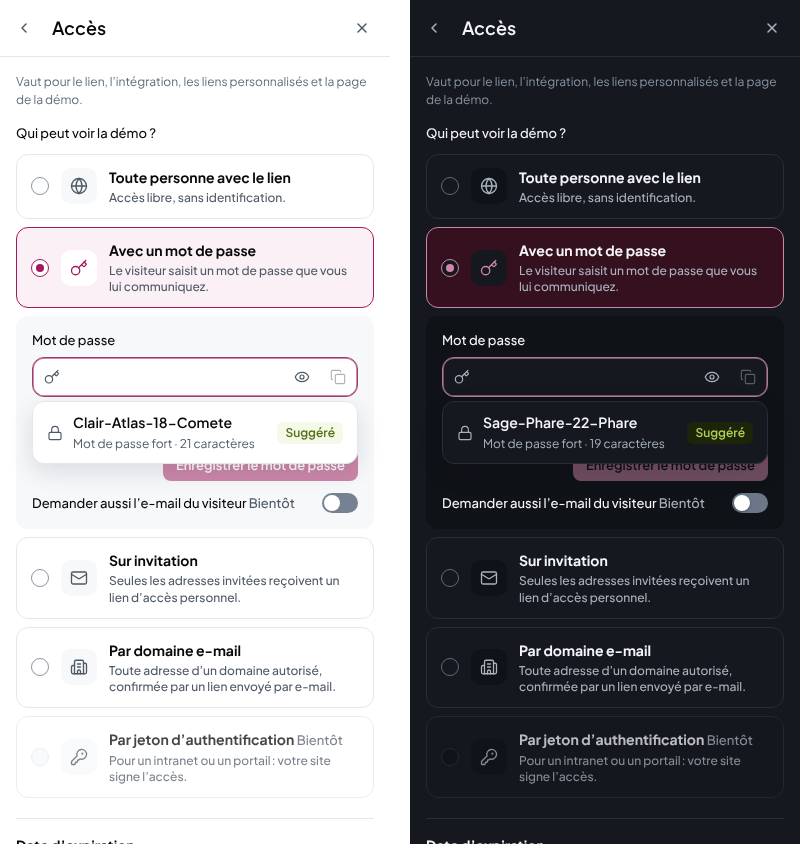 Accès
Vaut pour le lien, l’intégration, les liens personnalisés et la page
de la démo.
Qui peut voir la démo ?
Toute personne avec le lien
Accès libre, sans identification.
Avec un mot de passe
Le visiteur saisit un mot de passe que vous
lui communiquez.
Mot de passe
Clair-Atlas-18-Comete
Suggéré
Mot de passe fort · 21 caractères
Enregistrer le mot de passe
Demander aussi l’e-mail du visiteur Bientôt
Sur invitation
Seules les adresses invitées reçoivent un
lien d’accès personnel.
Par domaine e-mail
Toute adresse d’un domaine autorisé,
confirmée par un lien envoyé par e-mail.
Par jeton d’authentification Bientôt
Pour un intranet ou un portail : votre site
signe l’accès.
Date d’expiration
Accès
Vaut pour le lien, l’intégration, les liens personnalisés et la page
de la démo.
Qui peut voir la démo ?
Toute personne avec le lien
Accès libre, sans identification.
Avec un mot de passe
Le visiteur saisit un mot de passe que vous
lui communiquez.
Mot de passe
Sage-Phare-22-Phare
Suggéré
Mot de passe fort · 19 caractères
Enregistrer le mot de passe
Demander aussi l’e-mail du visiteur Bientôt
Sur invitation
Seules les adresses invitées reçoivent un
lien d’accès personnel.
Par domaine e-mail
Toute adresse d’un domaine autorisé,
confirmée par un lien envoyé par e-mail.
Par jeton d’authentification Bientôt
Pour un intranet ou un portail : votre site
signe l’accès.
Date d’expiration